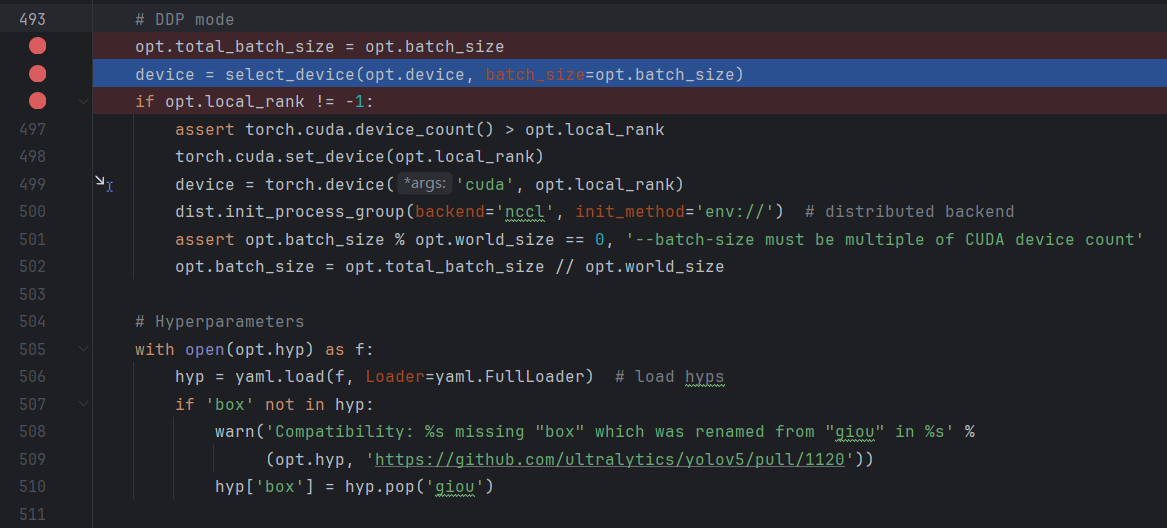 493 # DDP mode
opt.total_batch_size = opt.batch_size
device = select_device(opt.device, batch_size=opt.batch_size)
if opt.local_rank != -1:
497 assert torch.cuda.device_count() > opt.local_rank
498 torch.cuda.set_device(opt.local_rank)
499 device = torch.device( *args: 'cuda', opt.local_rank)
500 dist.init_process_group(backend='nccl', init_method='env://')  # distributed backend
501 assert opt.batch_size % opt.world_size == 0, '--batch-size must be multiple of CUDA device count'
502 opt.batch_size = opt.total_batch_size // opt.world_size
503
504 # Hyperparameters
505 with open(opt.hyp) as f:
506 hyp = yaml.load(f, Loader=yaml.FullLoader)  # load hyps
507 if 'box' not in hyp:
508 warn('Compatibility: %s missing "box" which was renamed from "giou" in %s' %
509 (opt.hyp, 'https://github.com/ultralytics/yolov5/pull/1120'))
510 hyp['box'] = hyp.pop('giou')
511